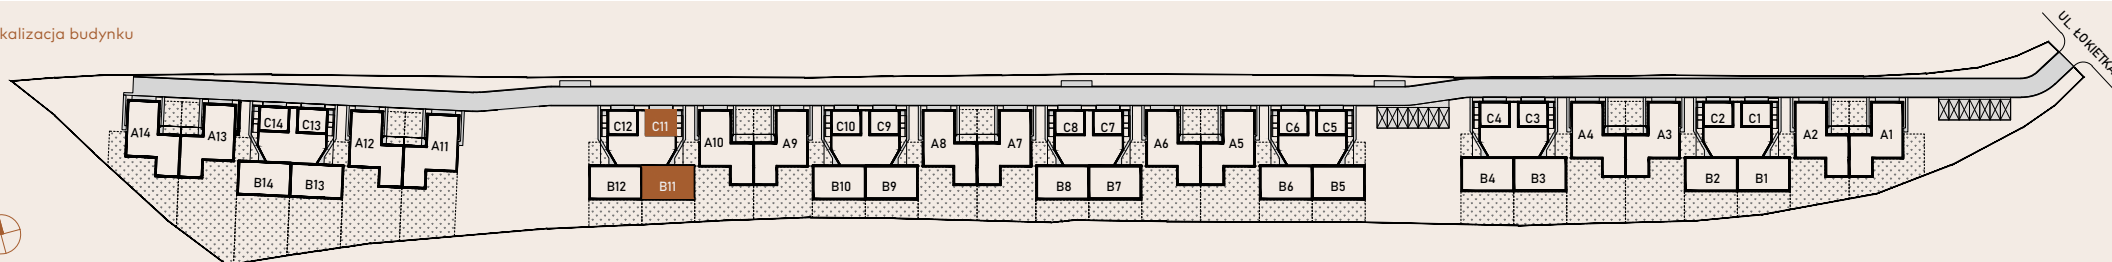 kalizacja budynku
UL. ŁOKIETKA
A14 A13 C14 C13 A12 A11 C12 C11 A10 A9 C10 C9 A8 A7 C8 C7 A6 A5 C6 C5 C4 C3 A4 A3 C2 C1 A2 A1
B14 B13 B12 B11 B10 B9 B8 B7 B6 B5 B4 B3 B2 B1